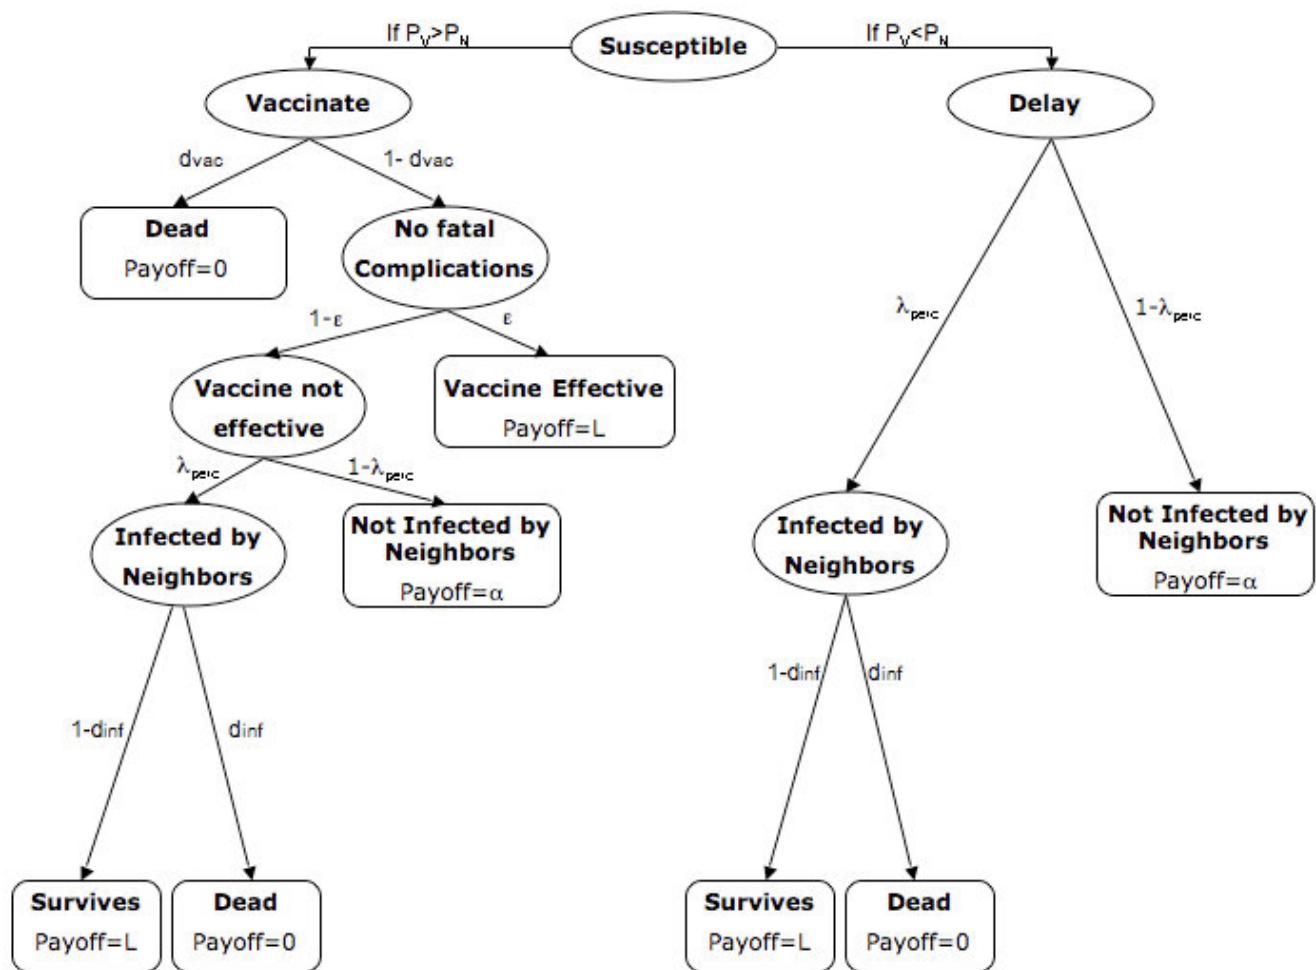 If P_V>P_N
Susceptible
If P_V<P_N
Vaccinate
Delay
dvac
1- dvac
Dead
Payoff=0
No fatal
Complications
λperc
1-λperc
1-ε
ε
Vaccine not
effective
Vaccine Effective
Payoff=L
λperc
1-λperc
Infected by
Neighbors
Not Infected by
Neighbors
Payoff=α
Infected by
Neighbors
Not Infected by
Neighbors
Payoff=α
1-dinf
dinf
1-dinf
dinf
Survives
Payoff=L
Dead
Payoff=0
Survives
Payoff=L
Dead
Payoff=0